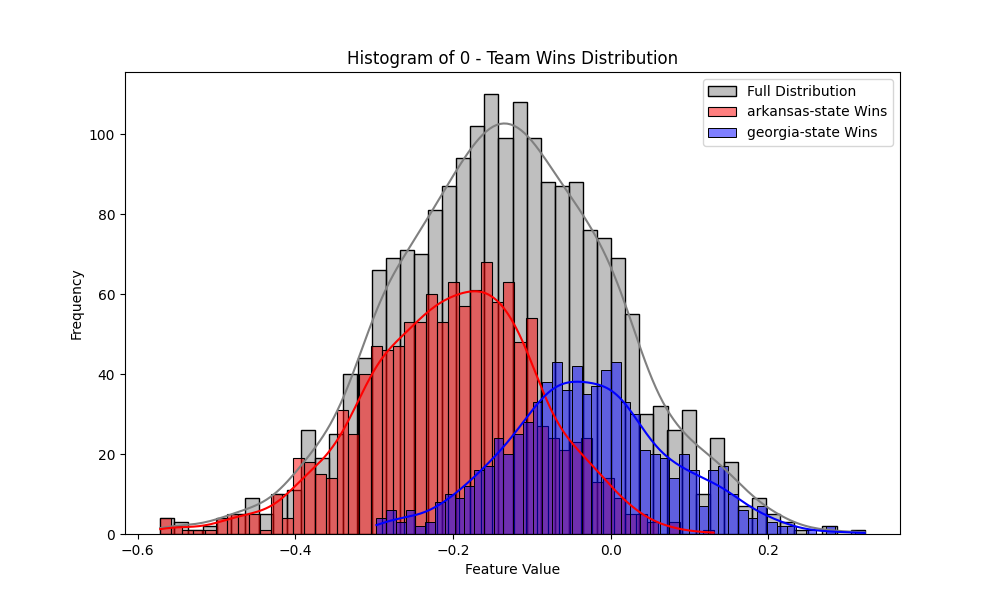 Histogram of 0 - Team Wins Distribution
Full Distribution
arkansas-state Wins
georgia-state Wins
Frequency
100
80
60
40
20
0
−0.6
−0.4
−0.2
0.0
0.2
Feature Value